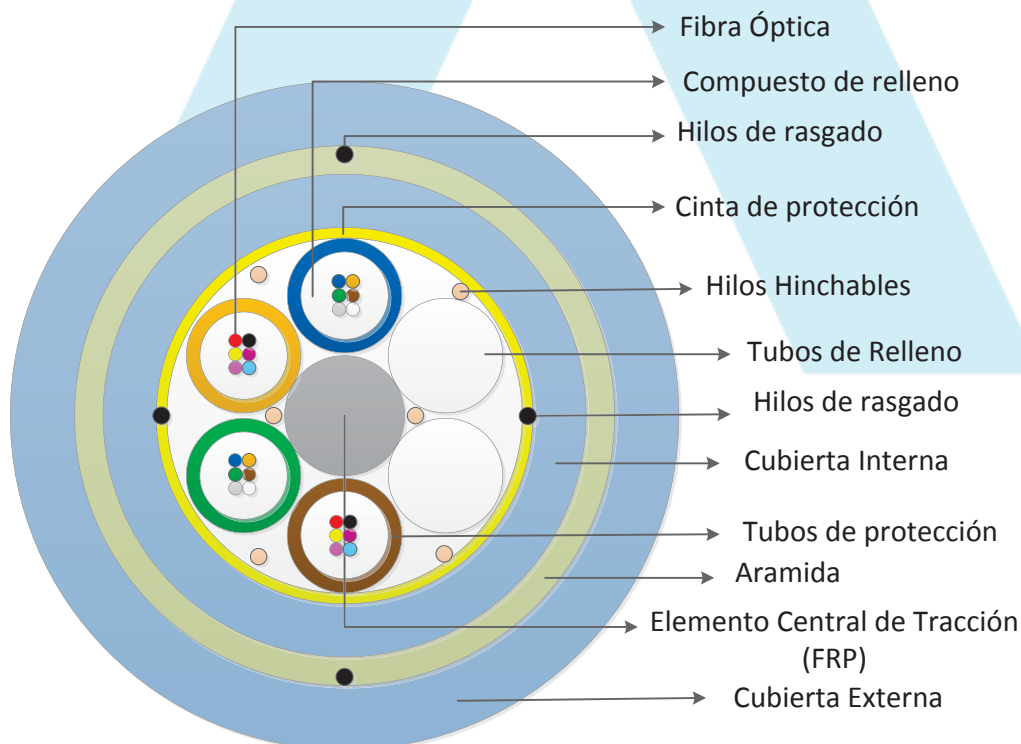 Fibra Óptica
Compuesto de relleno
Hilos de rasgado
Cinta de protección
Hilos Hinchables
Tubos de Relleno
Hilos de rasgado
Cubierta Interna
Tubos de protección
Aramida
Elemento Central de Tracción
(FRP)
Cubierta Externa